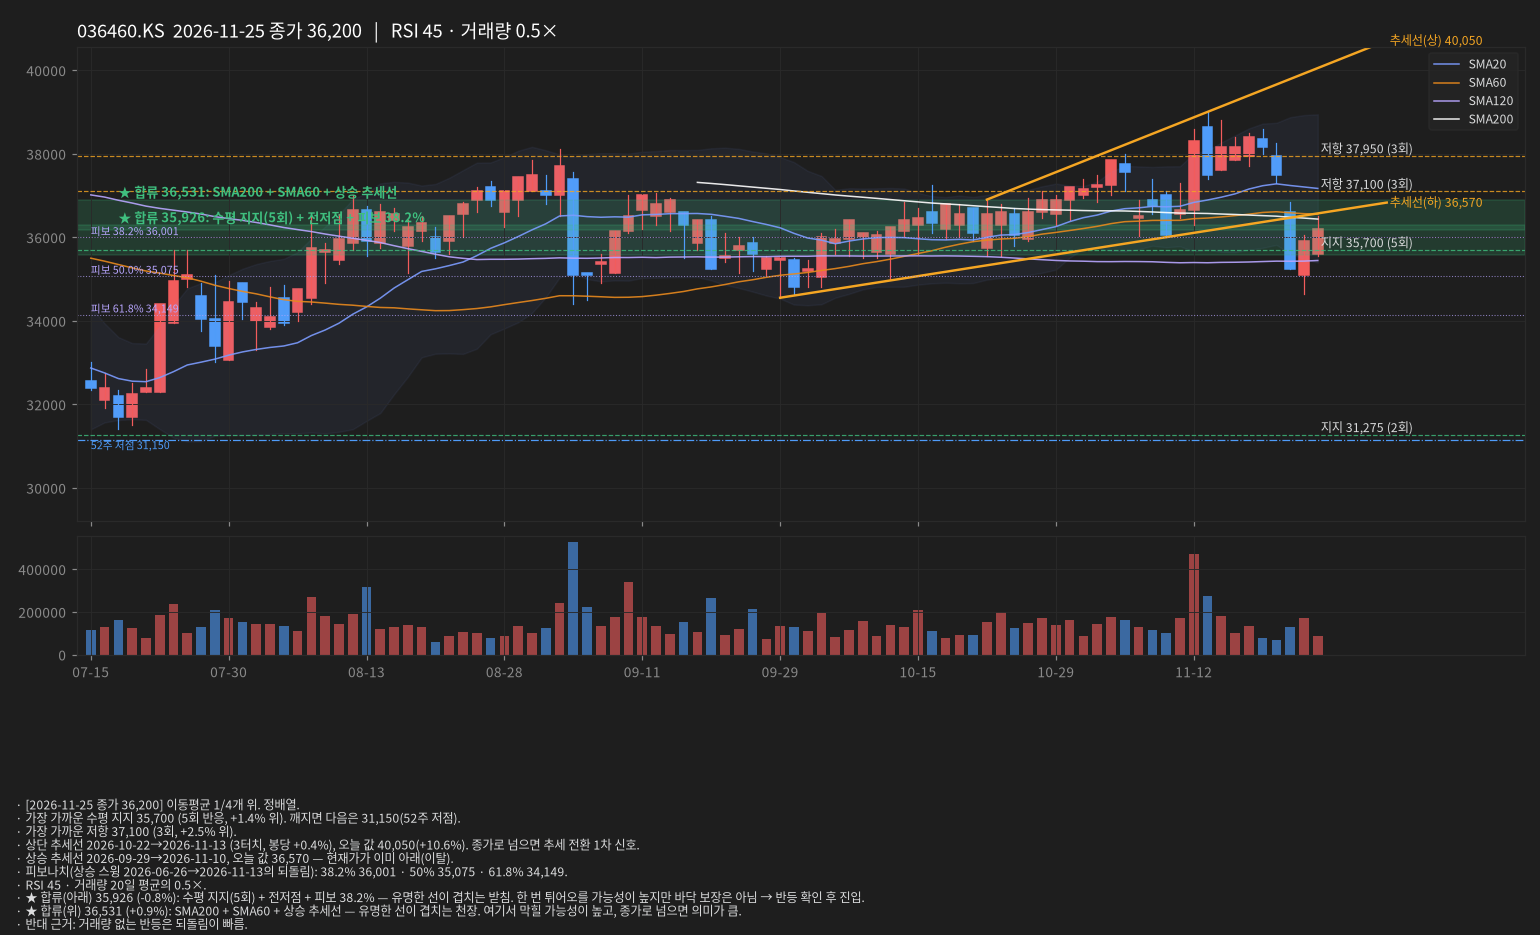 036460.KS 2026-11-25 종가 36,200 | RSI 45 · 거래량 0.5×
추세선(상) 40,050
40000
SMA20
SMA60
SMA120
SMA200
저항 37,950 (3회)
38000
★ 합류 36,531: SMA200 + SMA60 + 상승 추세선
저항 37,100 (3회)
추세선(하) 36,570
★ 합류 35,926: 수평 지지(5회) + 전저점 + 피보 38.2%
피보 38.2% 36,001
36000
지지 35,700 (5회)
피보 50.0% 35,075
피보 61.8% 34,149
34000
32000
지지 31,275 (2회)
52주 저점 31,150
30000
400000
200000
0
07-15 07-30 08-13 08-28 09-11 09-29 10-15 10-29 11-12
· [2026-11-25 종가 36,200] 이동평균 1/4개 위. 정배열.
· 가장 가까운 수평 지지 35,700 (5회 반응, +1.4% 위). 깨지면 다음은 31,150(52주 저점).
· 가장 가까운 저항 37,100 (3회, +2.5% 위).
· 상단 추세선 2026-10-22→2026-11-13 (3터치, 봉당 +0.4%), 오늘 값 40,050(+10.6%). 종가로 넘으면 추세 전환 1차 신호.
· 상승 추세선 2026-09-29→2026-11-10, 오늘 값 36,570 — 현재가가 이미 아래(이탈).
· 피보나치(상승 스윙 2026-06-26→2026-11-13의 되돌림): 38.2% 36,001 · 50% 35,075 · 61.8% 34,149.
· RSI 45 · 거래량 20일 평균의 0.5×.
· ★ 합류(아래) 35,926 (-0.8%): 수평 지지(5회) + 전저점 + 피보 38.2% — 유명한 선이 겹치는 받침. 한 번 튀어오를 가능성이 높지만 바닥 보장은 아님 → 반등 확인 후 진입.
· ★ 합류(위) 36,531 (+0.9%): SMA200 + SMA60 + 상승 추세선 — 유명한 선이 겹치는 천장. 여기서 막힐 가능성이 높고, 종가로 넘으면 의미가 큼.
· 반대 근거: 거래량 없는 반등은 되돌림이 빠름.